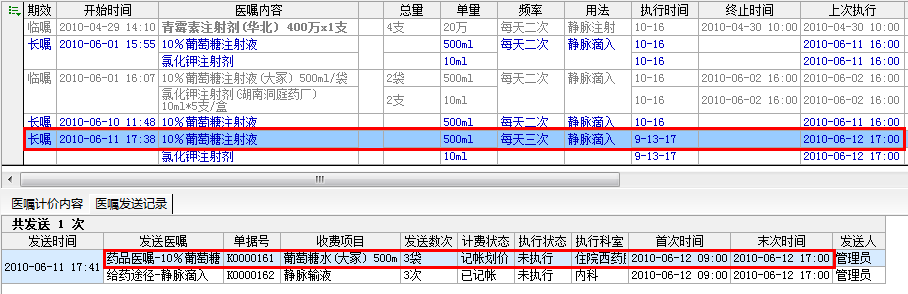 期效 开始时间 医嘱内容 总量 单量 频率 用法 执行时间 终止时间 上次执行
临嘱 2010-04-29 14:10 青霉素注射剂(华北) 400万x1支 4支 20万 每天二次 静脉注射 10-16 2010-04-30 10:00 2010-04-30 10:00
长嘱 2010-06-01 15:55 10%葡萄糖注射液 500ml 每天二次 静脉滴入 10-16 2010-06-11 16:00
氯化钾注射剂 10ml 10-16 2010-06-11 16:00
临嘱 2010-06-01 16:07 10%葡萄糖注射液(大冢) 500ml/袋 2袋 500ml 每天二次 静脉滴入 10-16 2010-06-02 16:00 2010-06-02 16:00
氯化钾注射剂(胡南洞庭药厂) 10ml*5支/盒 2支 10ml 10-16 2010-06-02 16:00 2010-06-02 16:00
长嘱 2010-06-10 11:48 10%葡萄糖注射液 500ml 每天二次 静脉滴入 10-16 2010-06-11 16:00
长嘱 2010-06-11 17:38 10%葡萄糖注射液 500ml 每天三次 静脉滴入 9-13-17 2010-06-12 17:00
氯化钾注射剂 10ml 9-13-17 2010-06-12 17:00
医嘱计价内容 医嘱发送记录
共发送 1 次
发送时间 发送医嘱 单据号 收费项目 发送数次 计费状态 执行状态 执行科室 首次时间 末次时间 发送人
2010-06-11 17:41 药品医嘱-10%葡萄糖 K0000161 葡萄糖水(大冢) 500m 3袋 记帐划价 未执行 住院西药 2010-06-12 09:00 2010-06-12 17:00 管理员
给药途径-静脉滴入 K0000162 静脉输液 3次 已记帐 未执行 内科 2010-06-12 09:00 2010-06-12 17:00 管理员